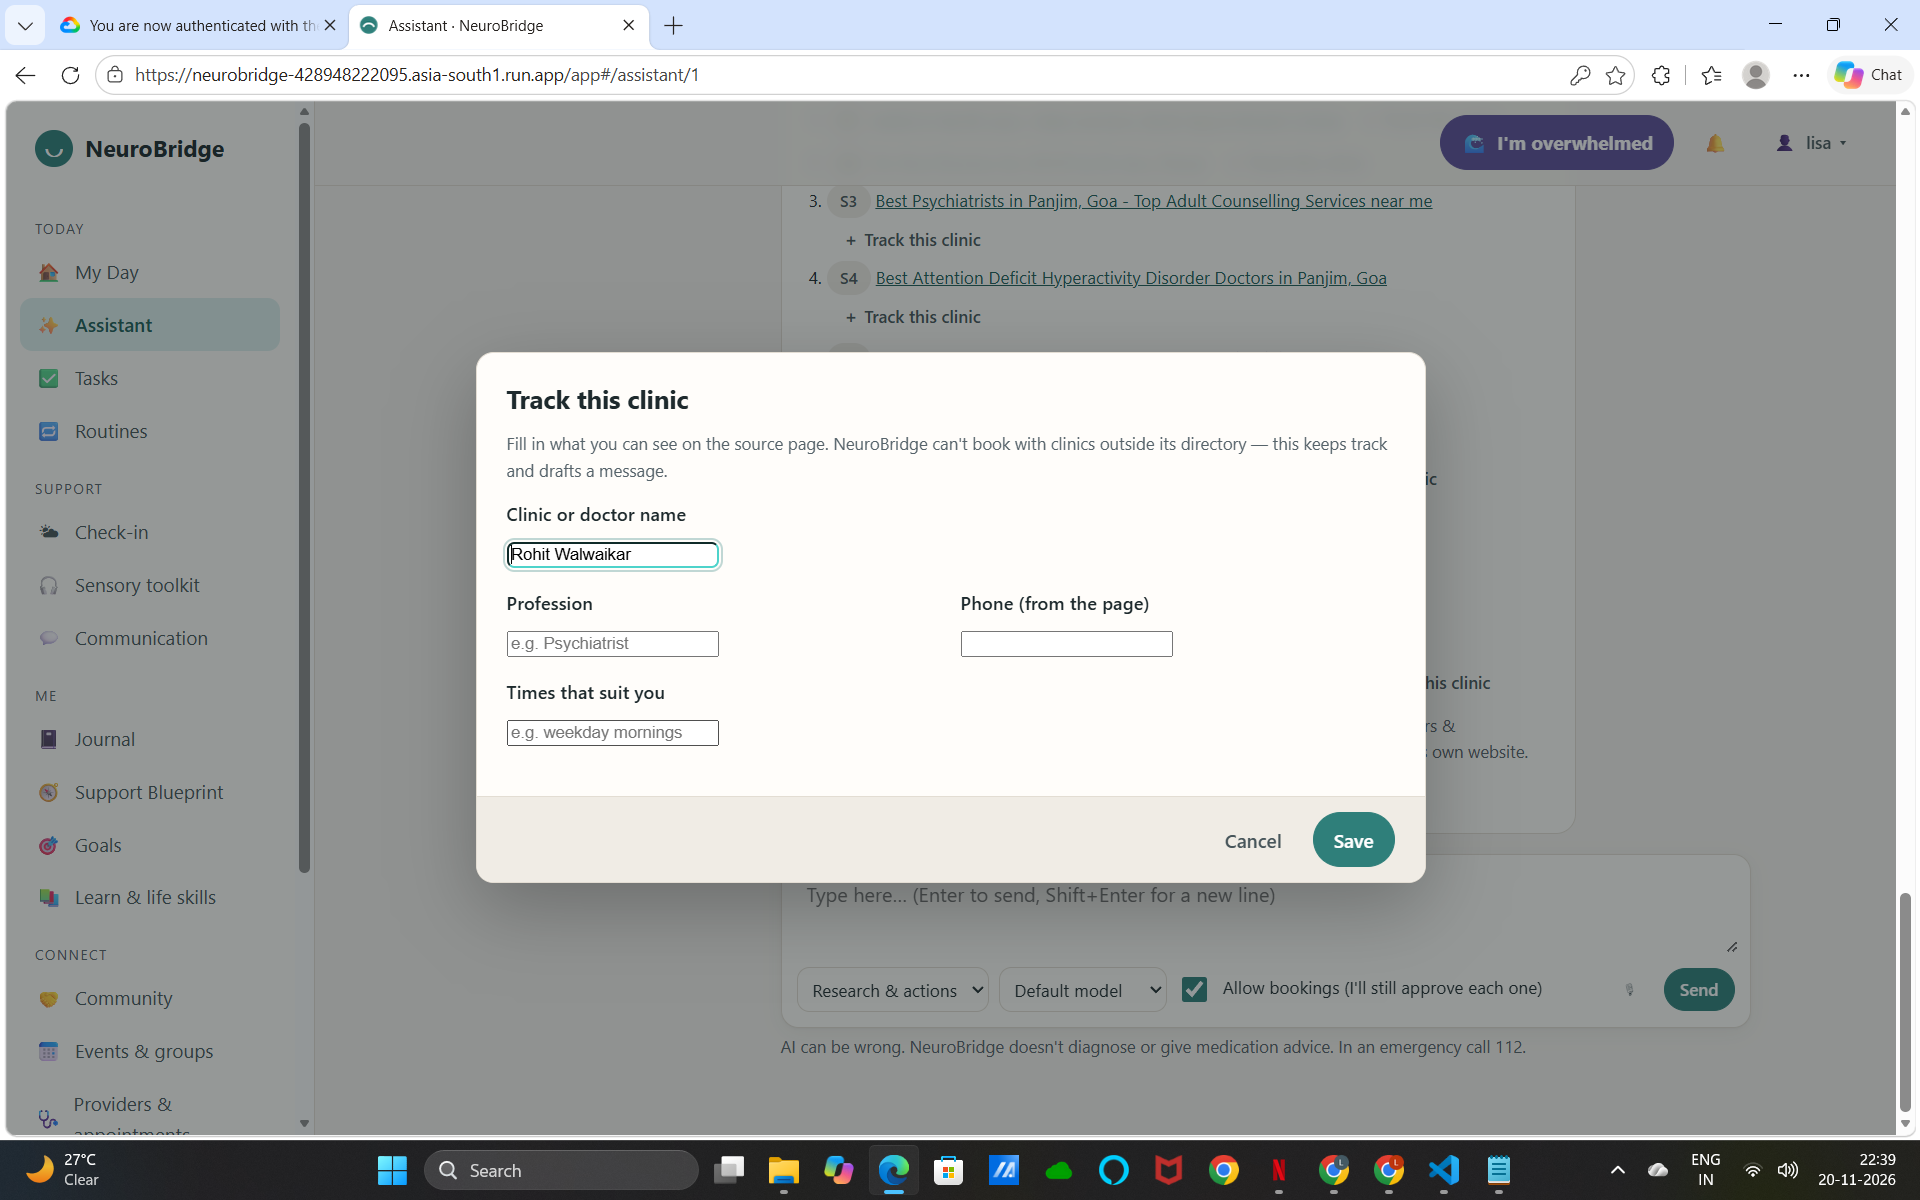 You are now authenticated with th
Assistant · NeuroBridge
https://neurobridge-428948222095.asia-south1.run.app/app#/assistant/1
Chat
NeuroBridge
I'm overwhelmed
lisa
TODAY
My Day
Assistant
Tasks
Routines
SUPPORT
Check-in
Sensory toolkit
Communication
ME
Journal
Support Blueprint
Goals
Learn & life skills
CONNECT
Community
Events & groups
Providers &
appointments
3. S3 Best Psychiatrists in Panjim, Goa - Top Adult Counselling Services near me
+ Track this clinic
4. S4 Best Attention Deficit Hyperactivity Disorder Doctors in Panjim, Goa
+ Track this clinic
ic
his clinic
rs &
own website.
Track this clinic
Fill in what you can see on the source page. NeuroBridge can't book with clinics outside its directory — this keeps track
and drafts a message.
Clinic or doctor name
Rohit Walwaikar
Profession
e.g. Psychiatrist
Phone (from the page)
Times that suit you
e.g. weekday mornings
Cancel
Save
Type here... (Enter to send, Shift+Enter for a new line)
Research & actions
Default model
Allow bookings (I'll still approve each one)
Send
AI can be wrong. NeuroBridge doesn't diagnose or give medication advice. In an emergency call 112.
27°C
Clear
Search
ENG
IN
22:39
20-11-2026